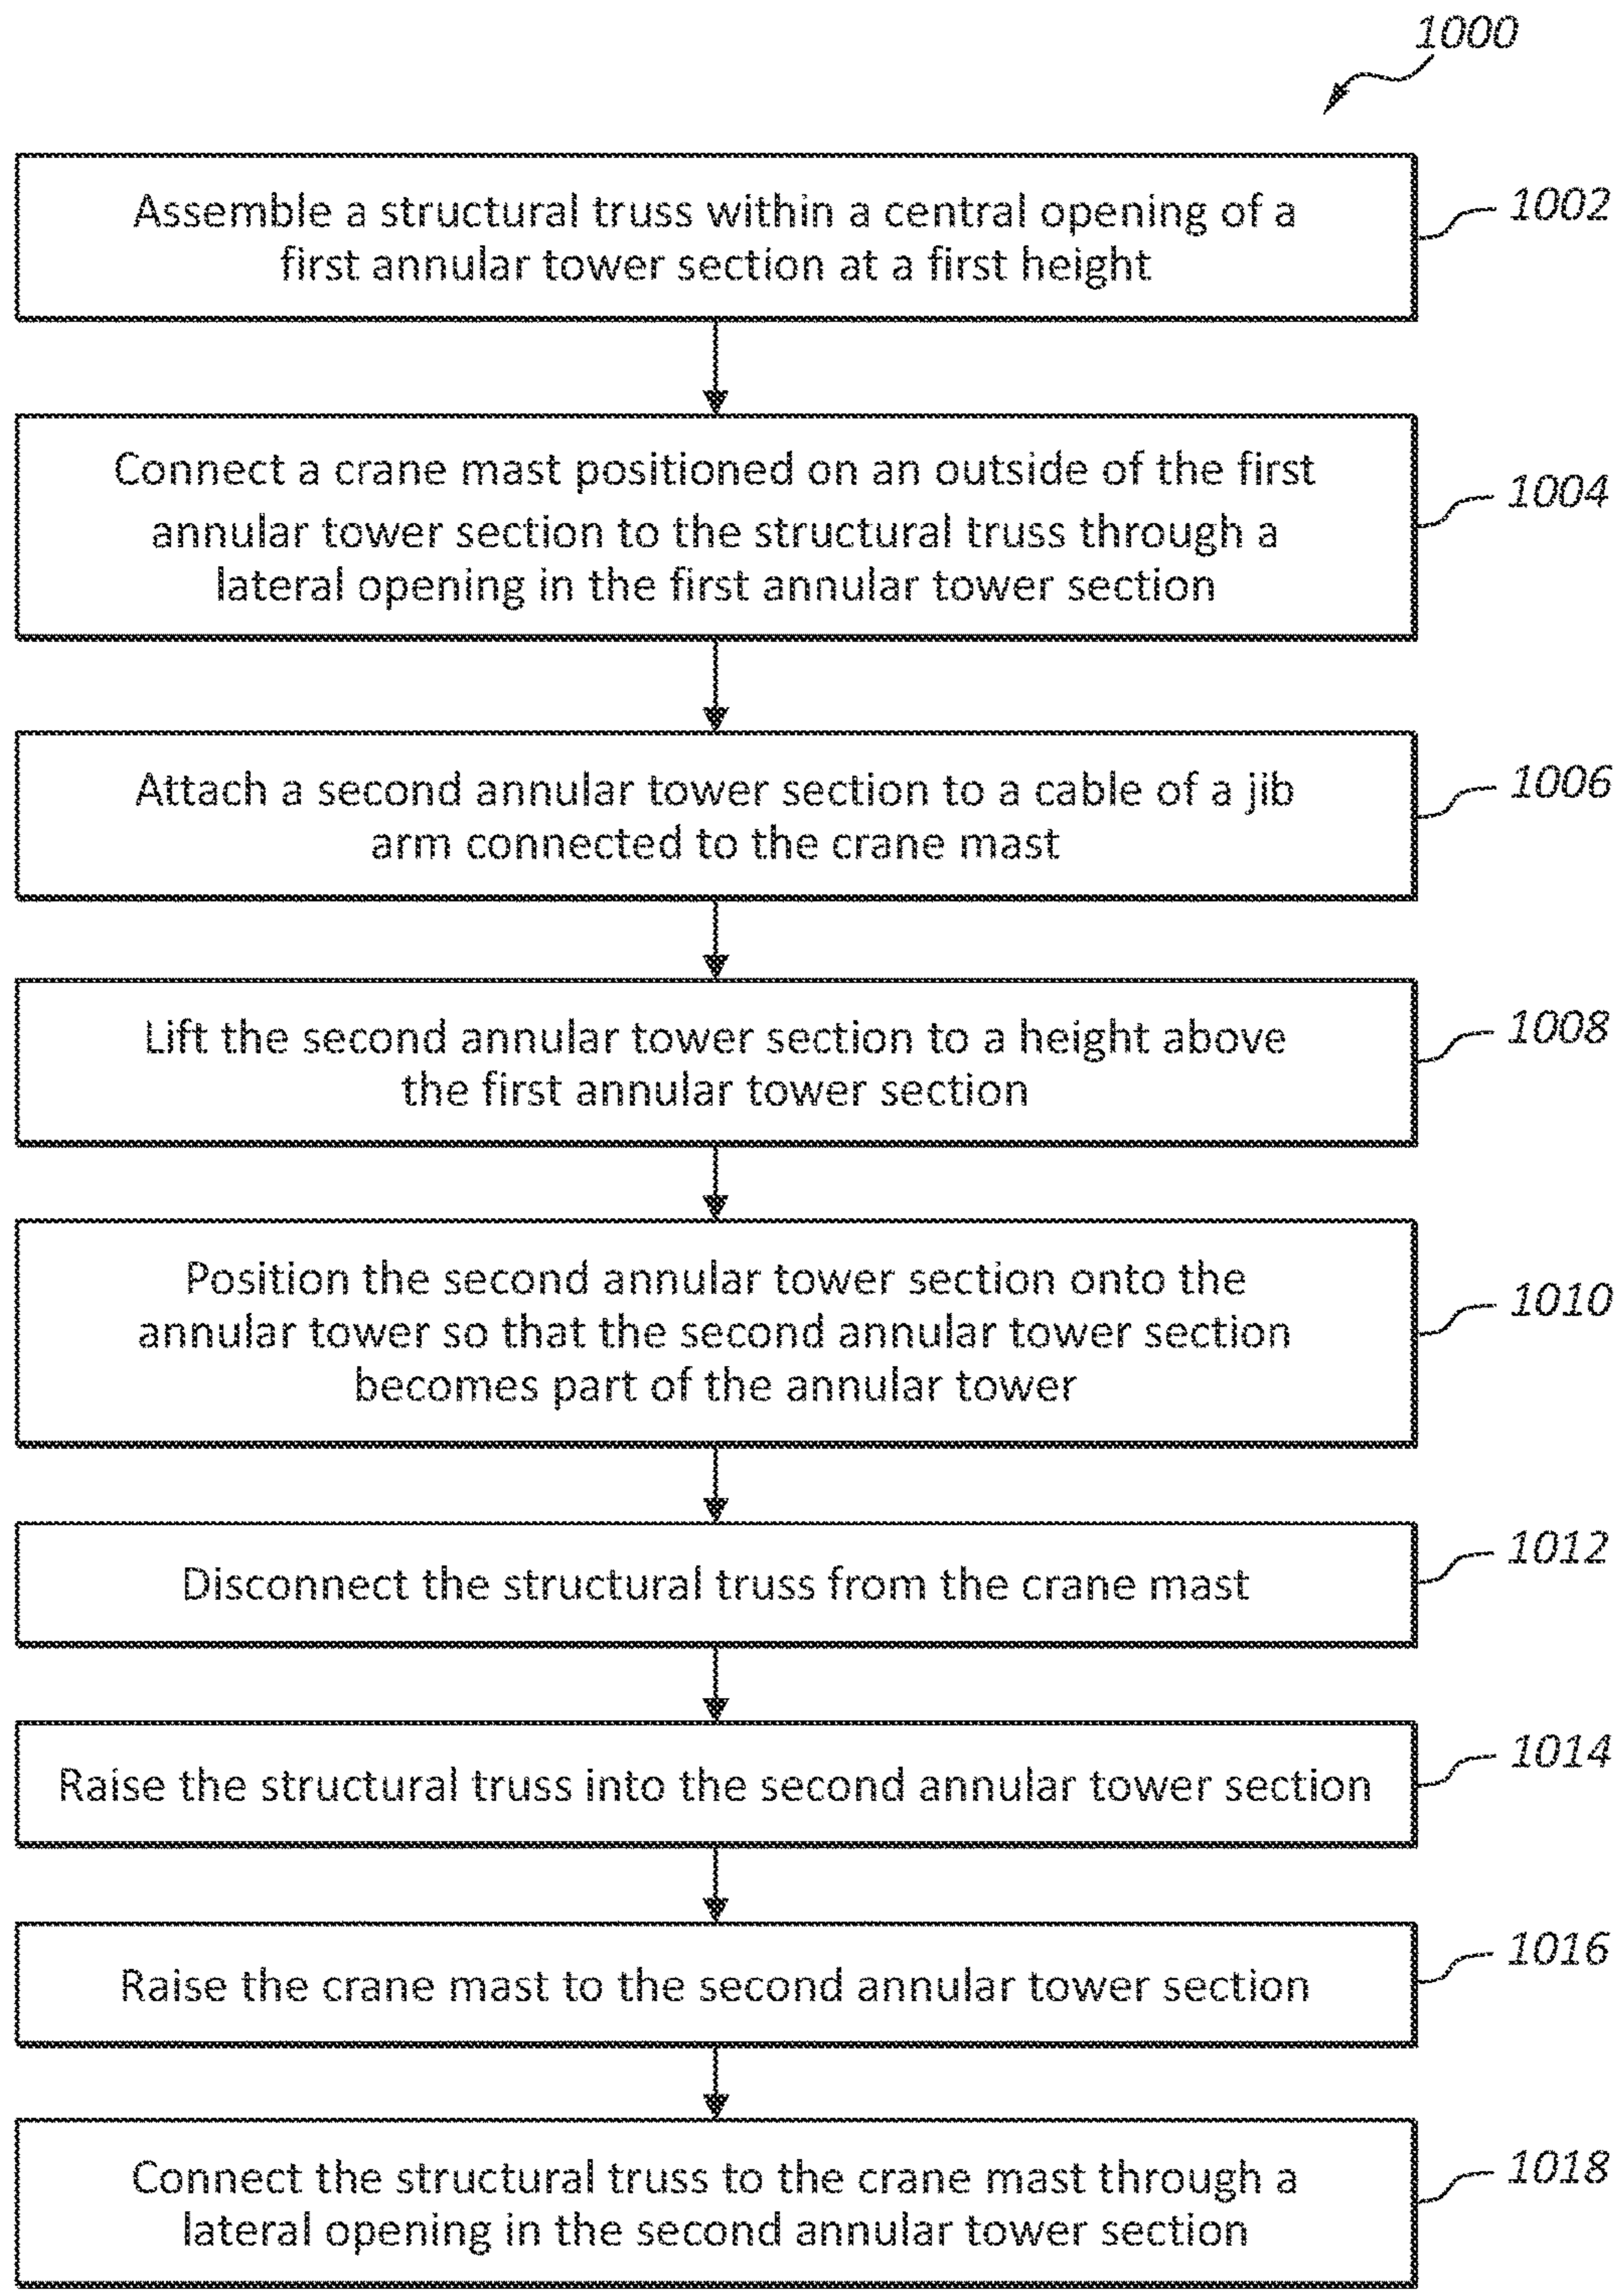 1000
Assemble a structural truss within a central opening of a
first annular tower section at a first height
1002
Connect a crane mast positioned on an outside of the first
annular tower section to the structural truss through a
lateral opening in the first annular tower section
1004
Attach a second annular tower section to a cable of a jib
arm connected to the crane mast
1006
Lift the second annular tower section to a height above
the first annular tower section
1008
Position the second annular tower section onto the
annular tower so that the second annular tower section
becomes part of the annular tower
1010
Disconnect the structural truss from the crane mast
1012
Raise the structural truss into the second annular tower section
1014
Raise the crane mast to the second annular tower section
1016
Connect the structural truss to the crane mast through a
lateral opening in the second annular tower section
1018